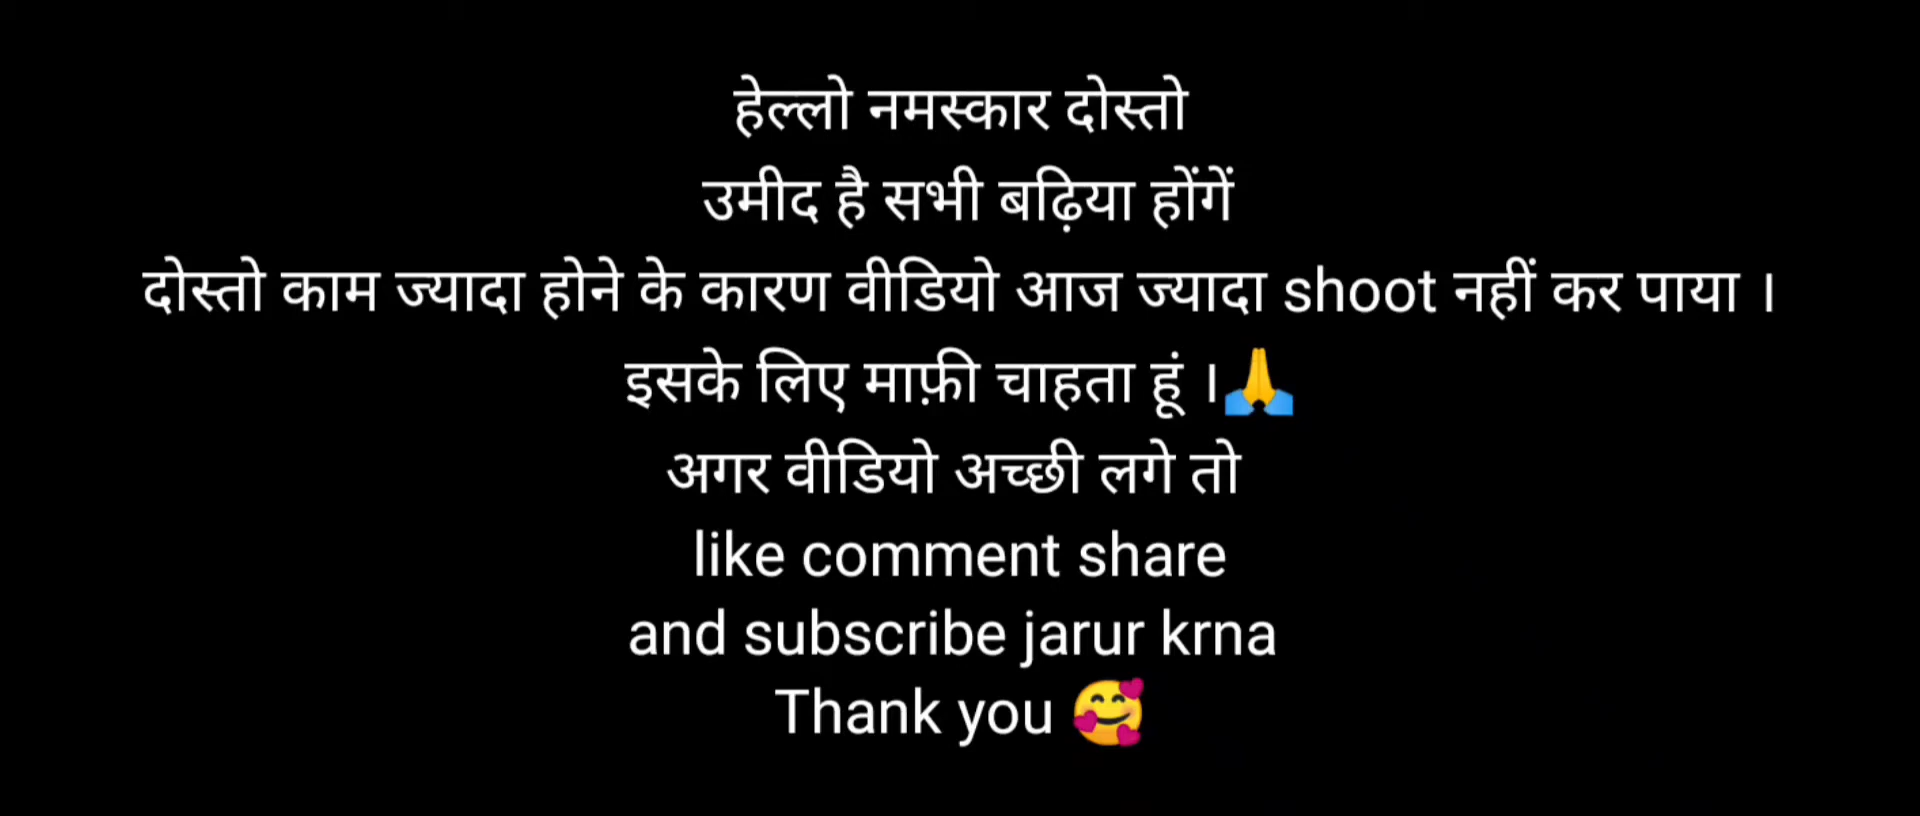 हेल्लो नमस्कार दोस्तो
उमीद है सभी बढ़िया होंगें
दोस्तो काम ज्यादा होने के कारण वीडियो आज ज्यादा shoot नहीं कर पाया ।
इसके लिए माफ़ी चाहता हूं ।🙏
अगर वीडियो अच्छी लगे तो
like comment share
and subscribe jarur krna
Thank you 🥰